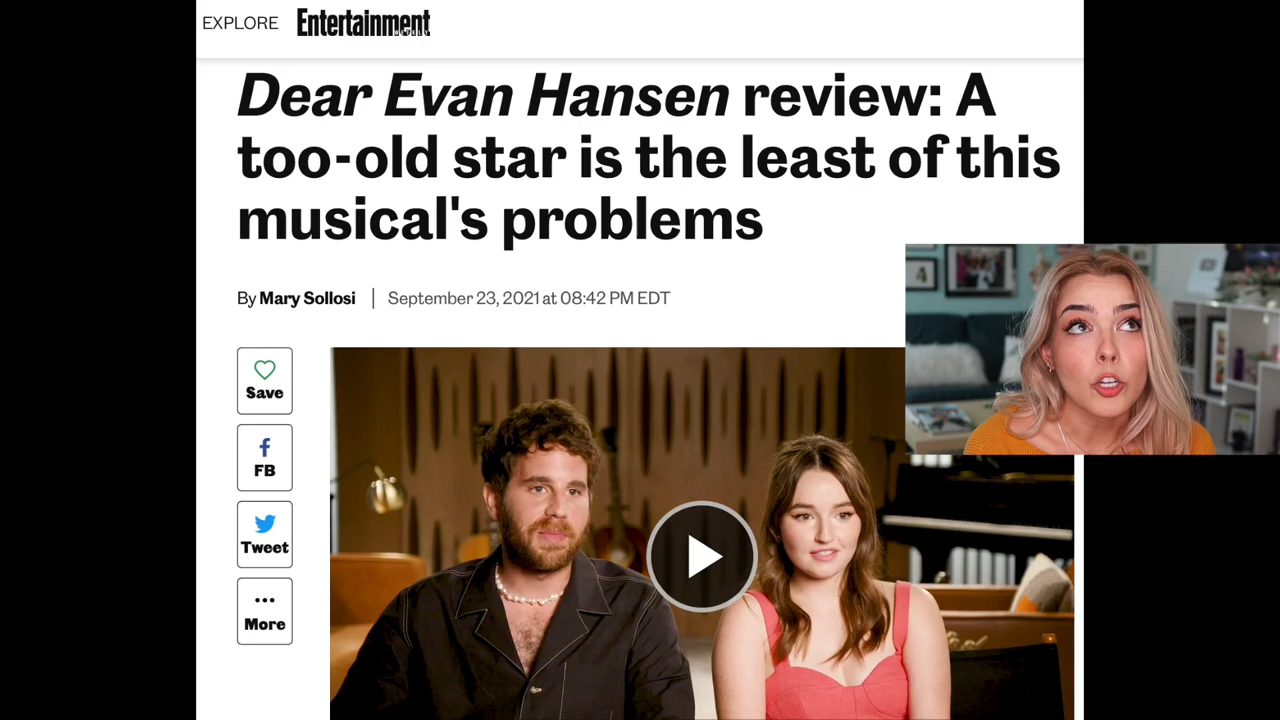 EXPLORE
Entertainment
Dear Evan Hansen review: A
too-old star is the least of this
musical's problems
By Mary Sollosi | September 23, 2021 at 08:42 PM EDT
Save
FB
Tweet
More